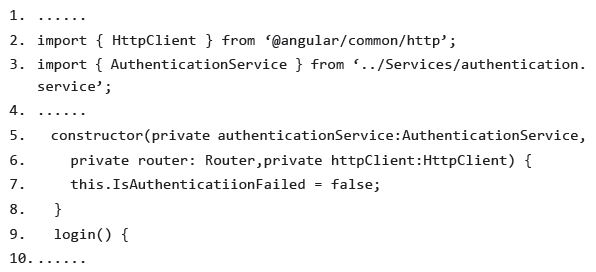 1. ......
2. import { HttpClient } from ‘@angular/common/http’;
3. import { AuthenticationService } from ‘../Services/authentication.
service’;
4. ......
5. constructor(private authenticationService:AuthenticationService,
6. private router: Router,private httpClient:HttpClient) {
7. this.IsAuthenticatiionFailed = false;
8. }
9. login() {
10. ......